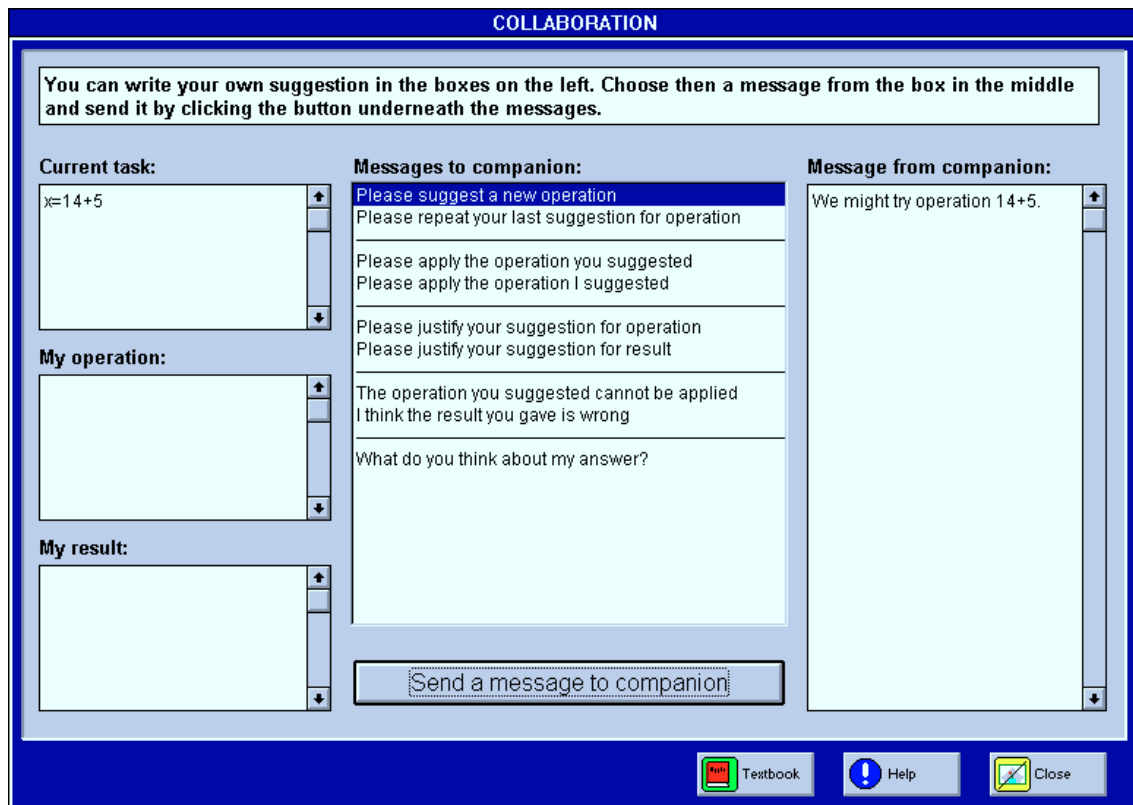 COLLABORATION
You can write your own suggestion in the boxes on the left. Choose then a message from the box in the middle
and send it by clicking the button underneath the messages.
Current task:
x=14+5
My operation:
My result:
Messages to companion:
Please suggest a new operation
Please repeat your last suggestion for operation
Please apply the operation you suggested
Please apply the operation I suggested
Please justify your suggestion for operation
Please justify your suggestion for result
The operation you suggested cannot be applied
I think the result you gave is wrong
What do you think about my answer?
Send a message to companion
Message from companion:
We might try operation 14+5.
Textbook
Help
Close